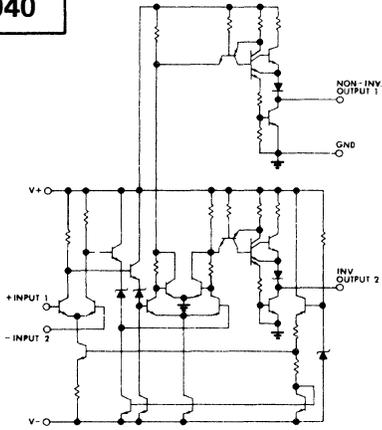 040
NON-INV.
OUTPUT 1
GND
V+
INV
OUTPUT 2
+INPUT 1
-INPUT 2
V-